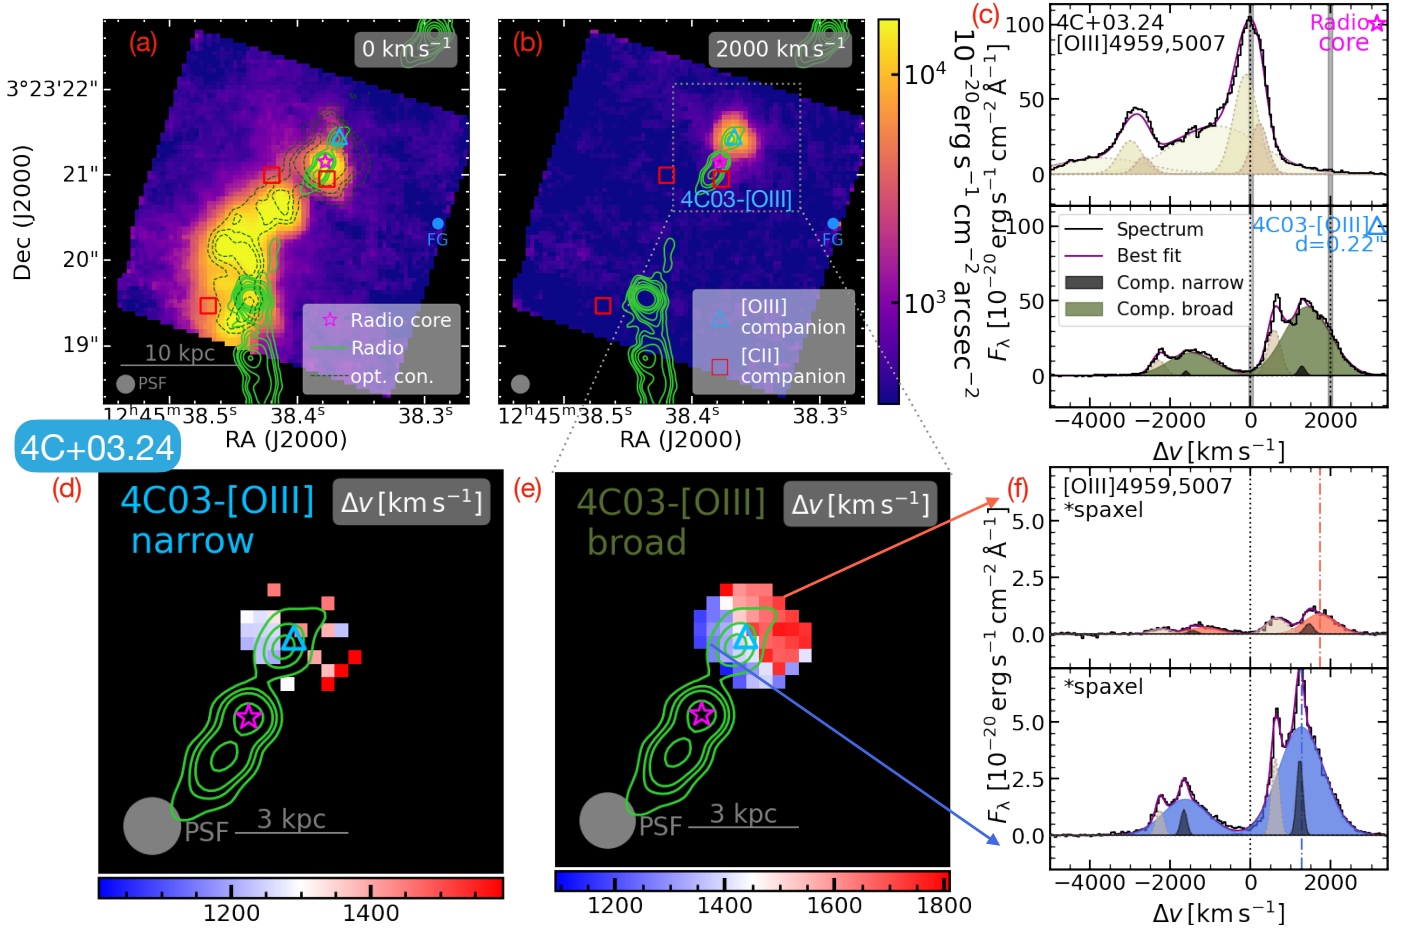 (a)
0 km s⁻¹
3°23'22"
21"
20"
19"
Dec (J2000)
FG
Radio core
Radio
opt. con.
10 kpc
PSF
12ʰ45ᵐ38.5ˢ
38.4ˢ
38.3ˢ
RA (J2000)
(b)
2000 km s⁻¹
4C03-[OIII]
FG
[OIII]
companion
[CII]
companion
38.5ˢ
38.4ˢ
38.3ˢ
RA (J2000)
10⁴
10³
10⁻²⁰ erg s⁻¹ cm⁻² arcsec⁻²
(c)
4C+03.24
[OIII]4959,5007
Radio
core
100
50
0
4C03-[OIII]
d=0.22"
Spectrum
Best fit
Comp. narrow
Comp. broad
100
50
0
F_λ [10⁻²⁰ erg s⁻¹ cm⁻² Å⁻¹]
−4000 −2000 0 2000
Δv [km s⁻¹]
4C+03.24
(d)
4C03-[OIII]
narrow
Δv [km s⁻¹]
PSF
3 kpc
1200 1400
(e)
4C03-[OIII]
broad
Δv [km s⁻¹]
PSF
3 kpc
1200 1400 1600 1800
(f)
[OIII]4959,5007
*spaxel
5.0
2.5
0.0
*spaxel
5.0
2.5
0.0
F_λ [10⁻²⁰ erg s⁻¹ cm⁻² Å⁻¹]
−4000 −2000 0 2000
Δv [km s⁻¹]